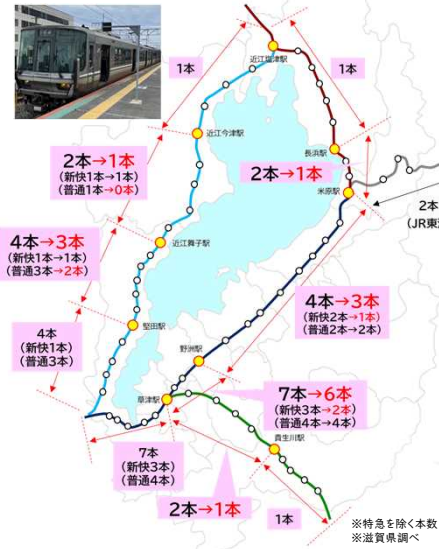 近江塩津駅
1本
1本
近江今津駅
長浜駅
2本→1本
(新快1本→1本)
(普通1本→0本)
2本→1本
米原駅
2本
(JR東
近江舞子駅
4本→3本
(新快1本→1本)
(普通3本→2本)
4本→3本
(新快2本→1本)
(普通2本→2本)
堅田駅
4本
(新快1本)
(普通3本)
野洲駅
草津駅
7本→6本
(新快3本→2本)
(普通4本→4本)
貴生川駅
7本
(新快3本)
(普通4本)
2本→1本
1本
※特急を除く本数
※滋賀県調べ